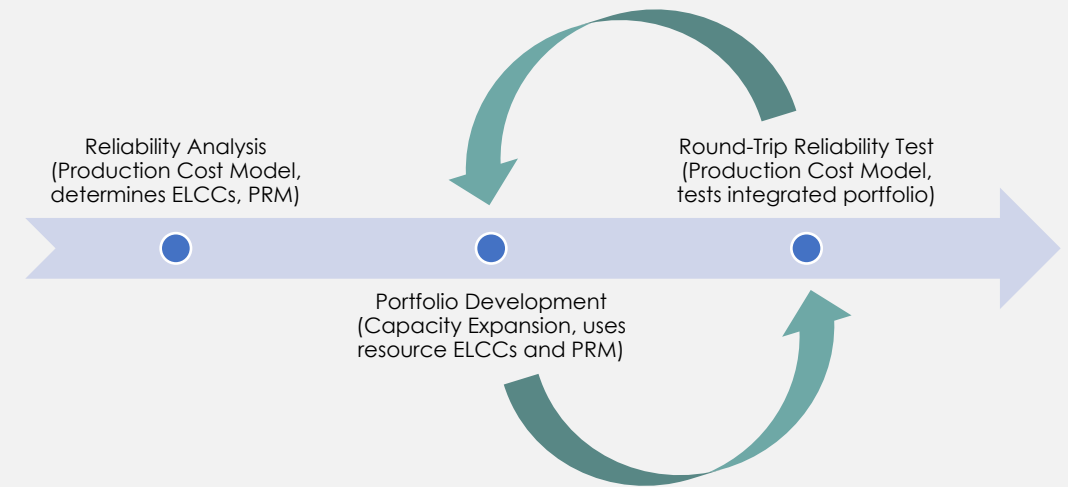 Reliability Analysis
(Production Cost Model,
determines ELCCs, PRM)
Portfolio Development
(Capacity Expansion, uses
resource ELCCs and PRM)
Round-Trip Reliability Test
(Production Cost Model,
tests integrated portfolio)